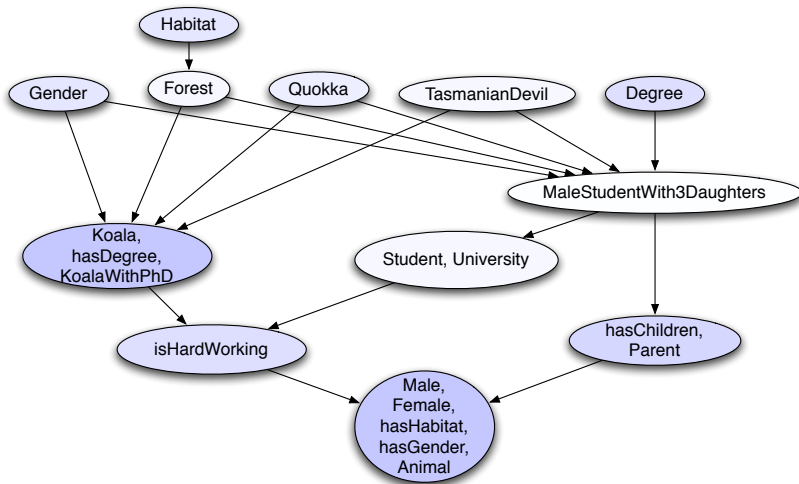 Habitat
Gender
Forest
Quokka
TasmanianDevil
Degree
MaleStudentWith3Daughters
Koala,
hasDegree,
KoalaWithPhD
Student, University
isHardWorking
hasChildren,
Parent
Male,
Female,
hasHabitat,
hasGender,
Animal